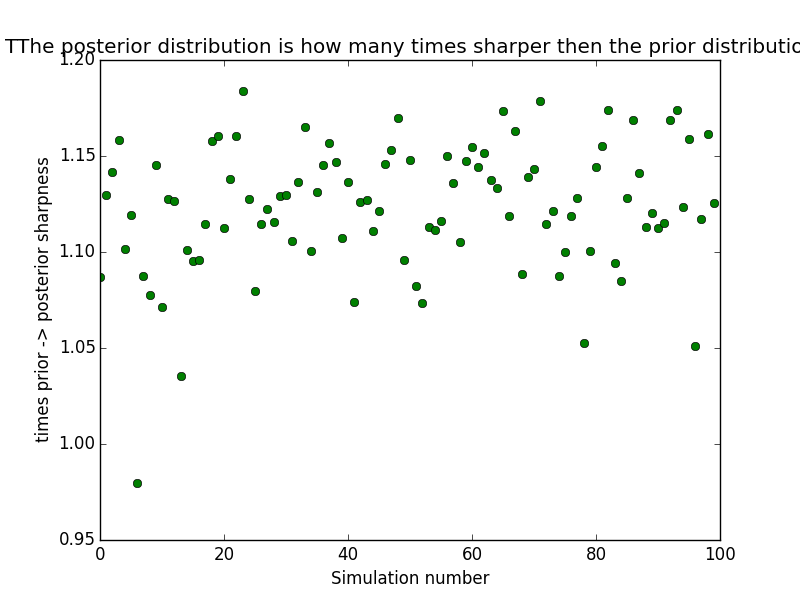 TThe posterior distribution is how many times sharper then the prior distributio
1.20
1.15
1.10
1.05
1.00
0.95
times prior -> posterior sharpness
0 20 40 60 80 100
Simulation number